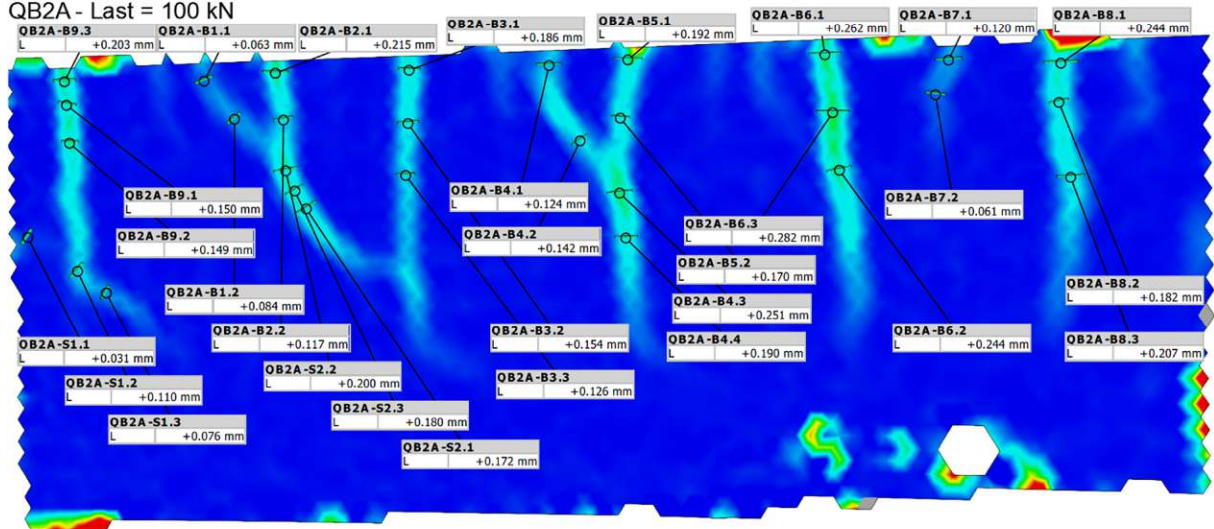 QB2A - Last = 100 kN
QB2A-B9.3
L +0.203 mm
QB2A-B1.1
L +0.063 mm
QB2A-B2.1
L +0.215 mm
QB2A-B3.1
L +0.186 mm
QB2A-B5.1
L +0.192 mm
QB2A-B6.1
L +0.262 mm
QB2A-B7.1
L +0.120 mm
QB2A-B8.1
L +0.244 mm
QB2A-B9.1
L +0.150 mm
QB2A-B9.2
L +0.149 mm
QB2A-B1.2
L +0.084 mm
QB2A-B2.2
L +0.117 mm
QB2A-S2.2
L +0.200 mm
QB2A-S2.3
L +0.180 mm
QB2A-S2.1
L +0.172 mm
QB2A-S1.1
L +0.031 mm
QB2A-S1.2
L +0.110 mm
QB2A-S1.3
L +0.076 mm
QB2A-B4.1
L +0.124 mm
QB2A-B4.2
L +0.142 mm
QB2A-B3.2
L +0.154 mm
QB2A-B3.3
L +0.126 mm
QB2A-B6.3
L +0.282 mm
QB2A-B5.2
L +0.170 mm
QB2A-B4.3
L +0.251 mm
QB2A-B4.4
L +0.190 mm
QB2A-B7.2
L +0.061 mm
QB2A-B6.2
L +0.244 mm
QB2A-B8.2
L +0.182 mm
QB2A-B8.3
L +0.207 mm